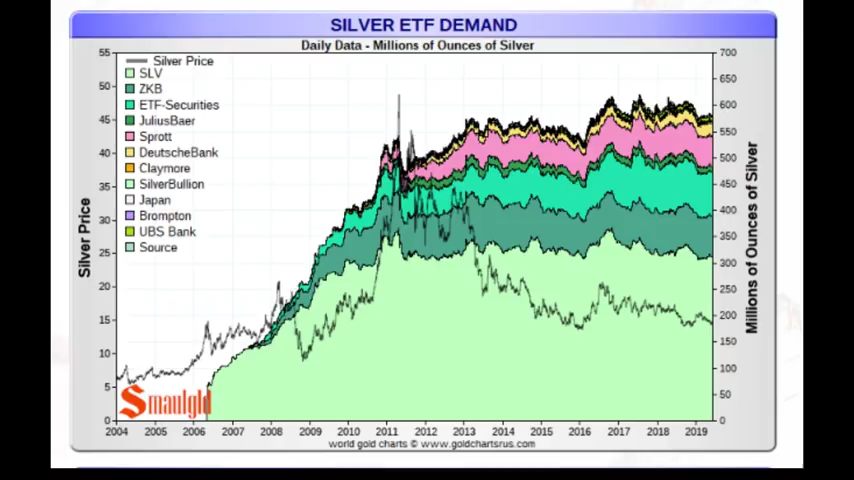 SILVER ETF DEMAND
Daily Data - Millions of Ounces of Silver
Silver Price
SLV
ZKB
ETF-Securities
JuliusBaer
Sprott
DeutscheBank
Claymore
SilverBullion
Japan
Brompton
UBS Bank
Source
55
50
45
40
35
30
25
20
15
10
5
0
Silver Price
700
650
600
550
500
450
400
350
300
250
200
150
100
50
0
Millions of Ounces of Silver
Smaulgld
2004 2005 2006 2007 2008 2009 2010 2011 2012 2013 2014 2015 2016 2017 2018 2019
world gold charts © www.goldchartsrus.com